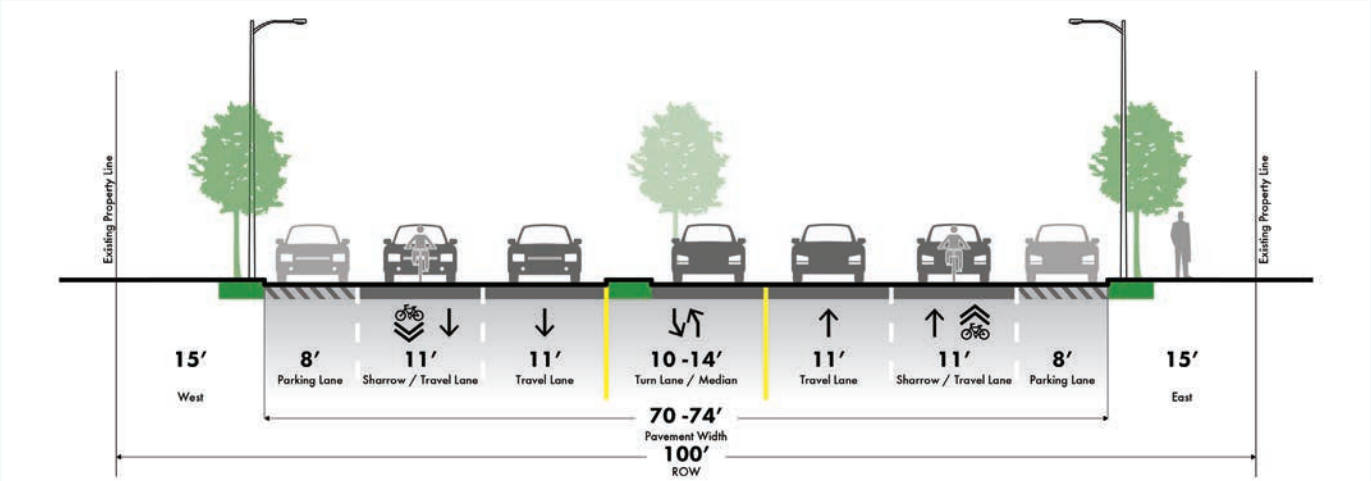 Existing Property Line
Existing Property Line
15′
West
8′
Parking Lane
11′
Sharrow / Travel Lane
11′
Travel Lane
10 -14′
Turn Lane / Median
11′
Travel Lane
11′
Sharrow / Travel Lane
8′
Parking Lane
15′
East
70 -74′
Pavement Width
100′
ROW